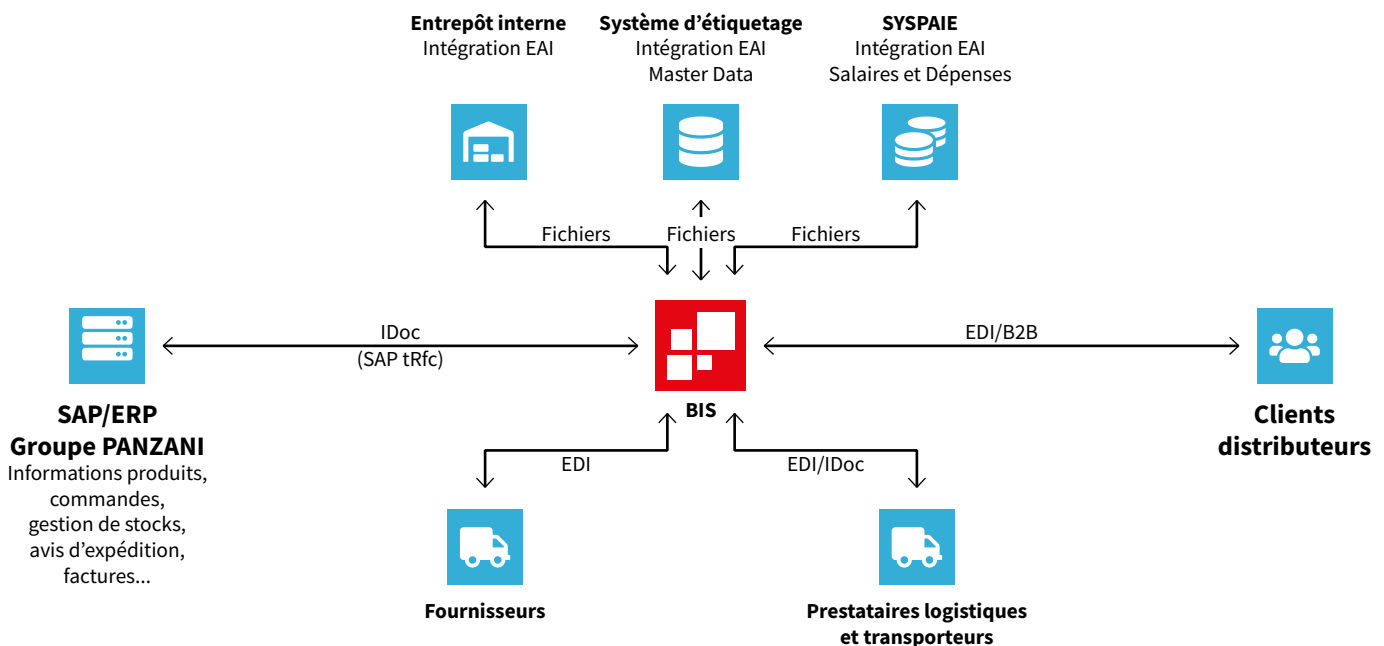 Entrepôt interne
Intégration EAI
Système d’étiquetage
Intégration EAI
Master Data
SYSPAIE
Intégration EAI
Salaires et Dépenses
Fichiers
Fichiers
Fichiers
IDoc
(SAP tRfc)
EDI/B2B
BIS
SAP/ERP
Groupe PANZANI
Informations produits,
commandes,
gestion de stocks,
avis d’expédition,
factures...
Clients
distributeurs
EDI
EDI/IDoc
Fournisseurs
Prestataires logistiques
et transporteurs